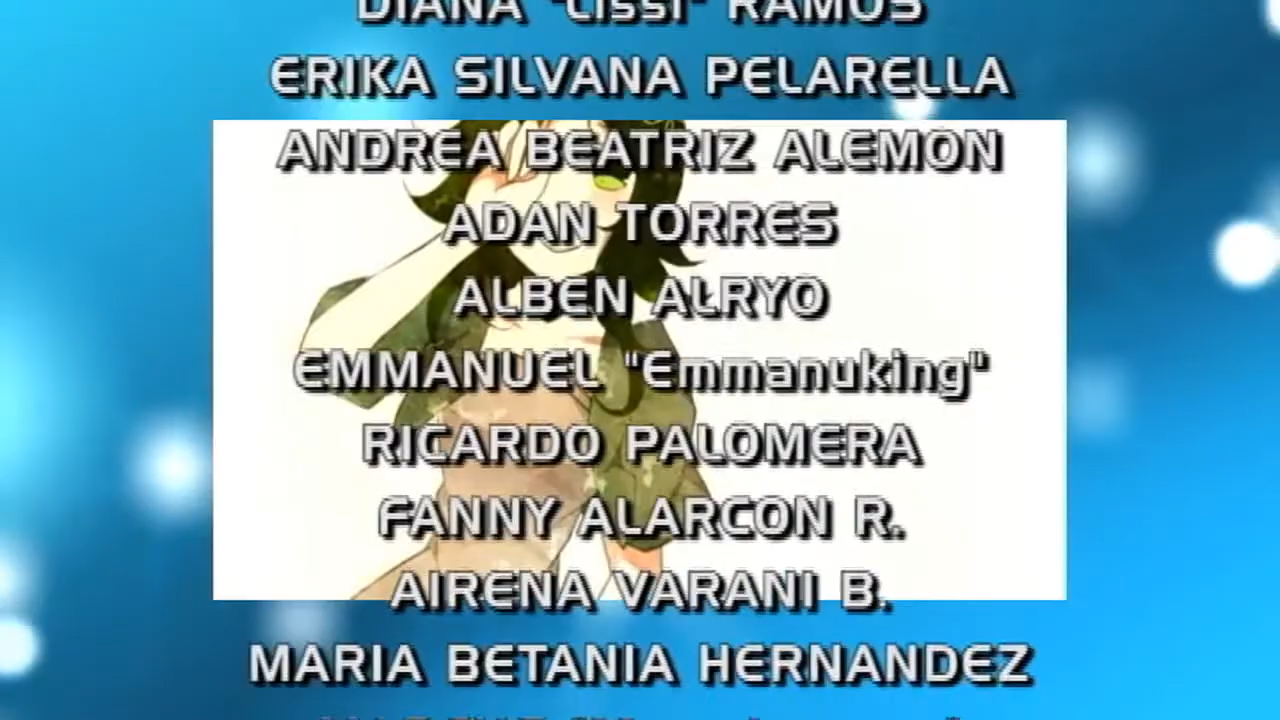 DIANA "Cissi" RAMOS
ERIKA SILVANA PELARELLA
ANDREA BEATRIZ ALEMON
ADAN TORRES
ALBEN ALRYO
EMMANUEL "Emmanuking"
RICARDO PALOMERA
FANNY ALARCON R.
AIRENA VARANI B.
MARIA BETANIA HERNANDEZ